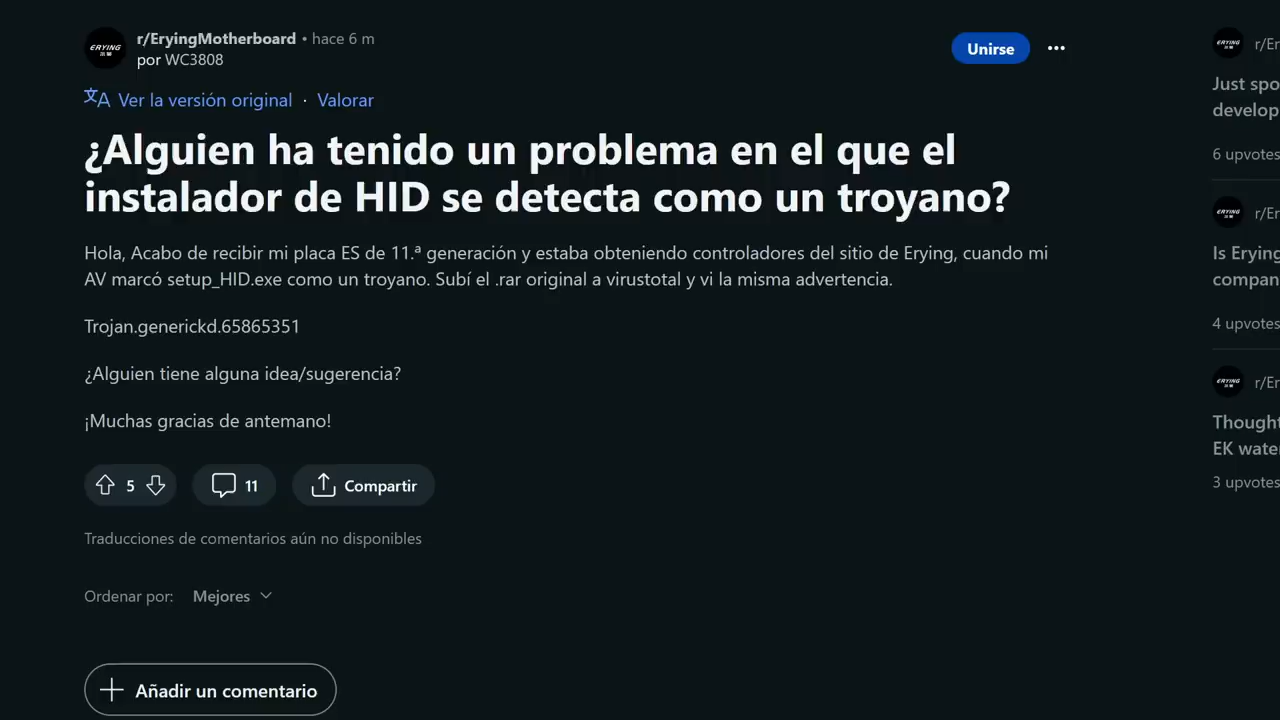 r/EryingMotherboard • hace 6 m
por WC3808
Unirse
Ver la versión original · Valorar
¿Alguien ha tenido un problema en el que el
instalador de HID se detecta como un troyano?
Hola, Acabo de recibir mi placa ES de 11.ª generación y estaba obteniendo controladores del sitio de Erying, cuando mi
AV marcó setup_HID.exe como un troyano. Subí el .rar original a virustotal y vi la misma advertencia.
Trojan.generickd.65865351
¿Alguien tiene alguna idea/sugerencia?
¡Muchas gracias de antemano!
5
11
Compartir
Traducciones de comentarios aún no disponibles
Ordenar por: Mejores
Añadir un comentario
ERYING
r/Er
Just spo
develop
6 upvotes
r/Er
Is Erying
compan
4 upvotes
r/Er
Thought
EK wate
3 upvotes